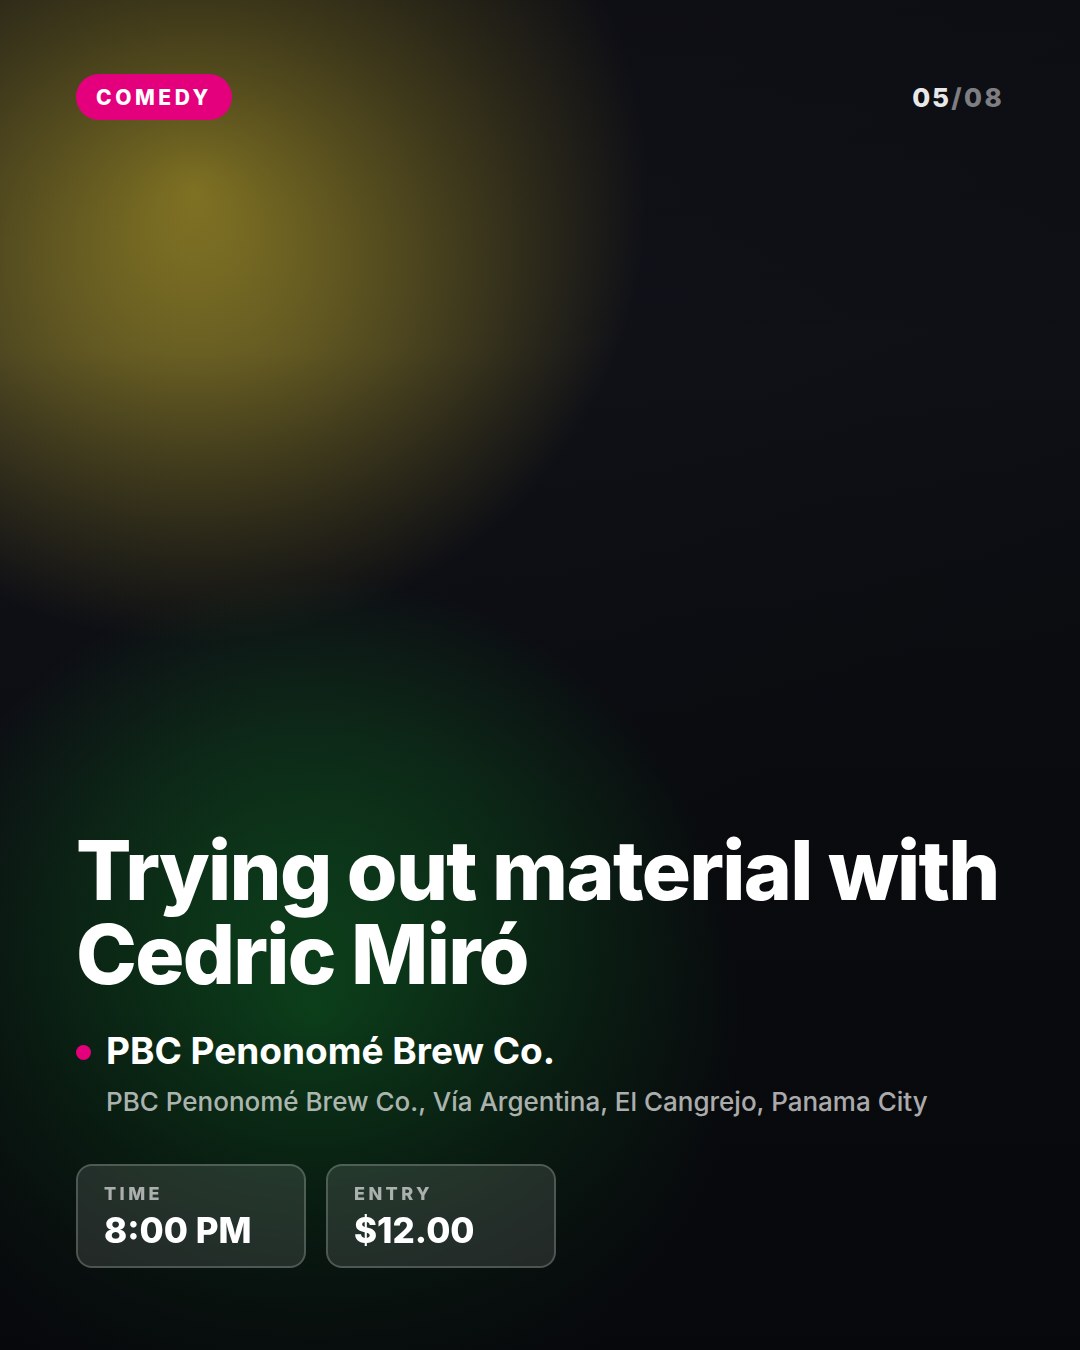 COMEDY
05/08
Trying out material with
Cedric Miró
PBC Penonomé Brew Co.
PBC Penonomé Brew Co., Vía Argentina, El Cangrejo, Panama City
TIME
8:00 PM
ENTRY
$12.00